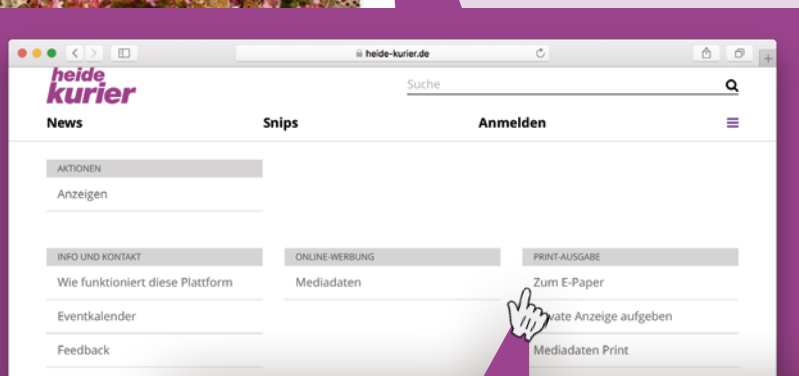 heide-kurier.de
heide
kurier
Suche
News Snips Anmelden
AKTIONEN
Anzeigen
INFO UND KONTAKT ONLINE-WERBUNG PRINT-AUSGABE
Wie funktioniert diese Plattform Mediadaten Zum E-Paper
Eventkalender Anzeige aufgeben
Feedback Mediadaten Print